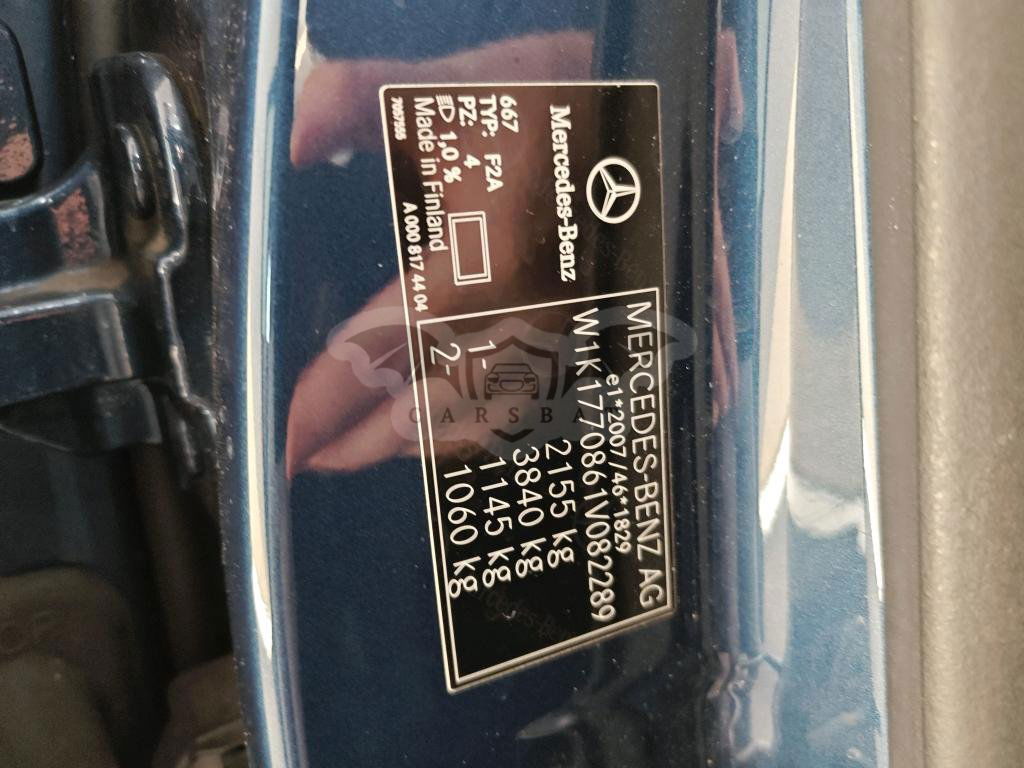 Mercedes-Benz
667
TYP: F2A
PZ: 4
1,0 %
Made in Finland
7057055
A 000 817 44 04
MERCEDES-BENZ AG
e1*2007/46*1829
W1K1770861V082289
2155 kg
3840 kg
1- 1145 kg
2- 1060 kg